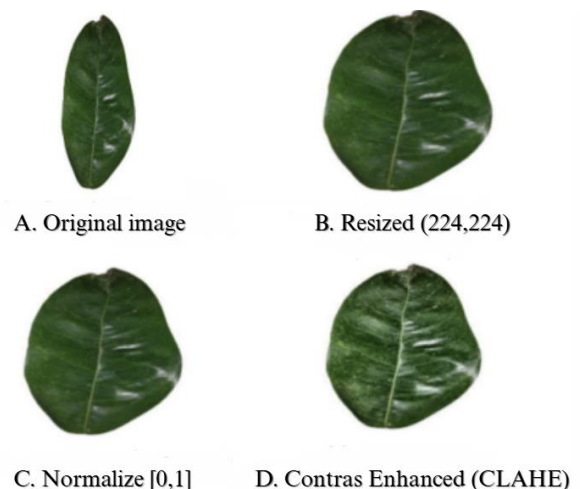 A. Original image
B. Resized (224,224)
C. Normalize [0,1]
D. Contras Enhanced (CLAHE)